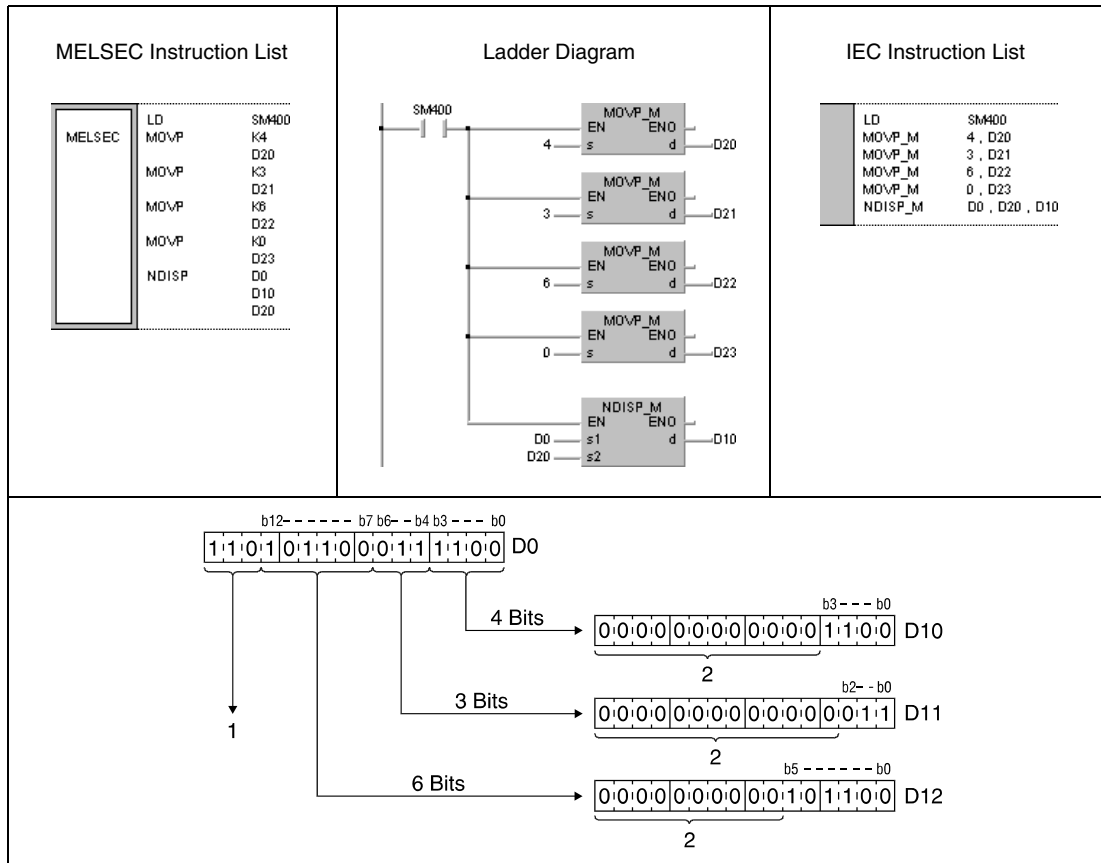 MELSEC Instruction List
MELSEC
LD SM400
MOVP K4
D20
MOVP K3
D21
MOVP K6
D22
MOVP K0
D23
NDISP D0
D10
D20
Ladder Diagram
SM400
MOVP_M
EN ENO
4 s d D20
MOVP_M
EN ENO
3 s d D21
MOVP_M
EN ENO
6 s d D22
MOVP_M
EN ENO
0 s d D23
NDISP_M
EN ENO
D0 s1 d D10
D20 s2
IEC Instruction List
LD SM400
MOVP_M 4 , D20
MOVP_M 3 , D21
MOVP_M 6 , D22
MOVP_M 0 , D23
NDISP_M D0 , D20 , D10
b12 b7 b6 b4 b3 b0
1 1 0 1 0 1 1 0 0 0 1 1 1 1 0 0 D0
4 Bits
b3 b0
0 0 0 0 0 0 0 0 0 0 0 0 1 1 0 0 D10
2
3 Bits
b2 b0
0 0 0 0 0 0 0 0 0 0 0 0 0 0 1 1 D11
2
1
6 Bits
b5 b0
0 0 0 0 0 0 0 0 0 0 1 0 1 1 0 0 D12
2